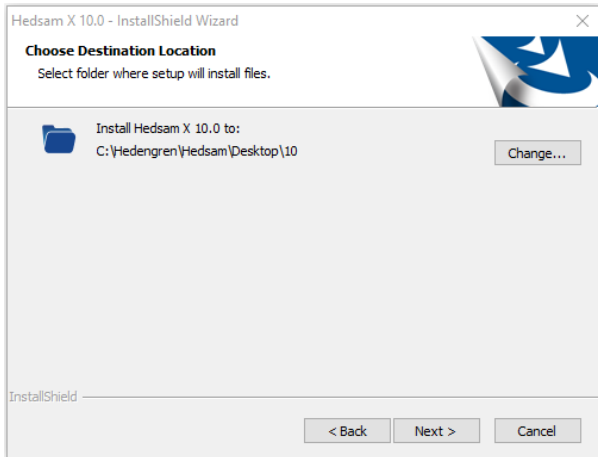 Hedsam X 10.0 - InstallShield Wizard
Choose Destination Location
Select folder where setup will install files.
Install Hedsam X 10.0 to:
C:\Hedengren\Hedsam\Desktop\10
Change...
InstallShield
< Back
Next >
Cancel